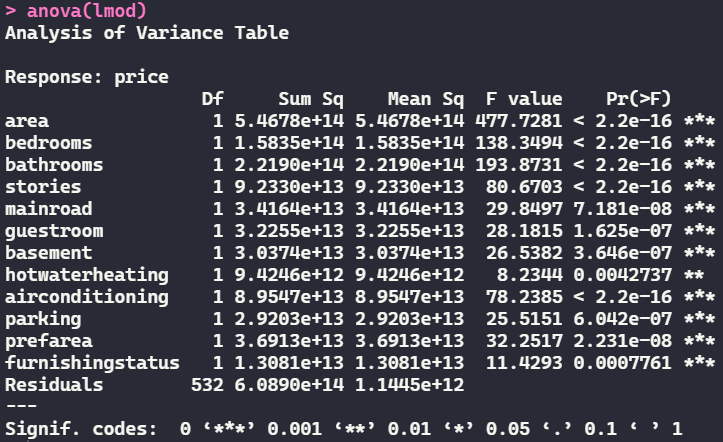 > anova(lmod)
Analysis of Variance Table

Response: price
                  Df     Sum Sq    Mean Sq  F value    Pr(>F)    
area               1 5.4678e+14 5.4678e+14 477.7281 < 2.2e-16 ***
bedrooms           1 1.5835e+14 1.5835e+14 138.3494 < 2.2e-16 ***
bathrooms          1 2.2190e+14 2.2190e+14 193.8731 < 2.2e-16 ***
stories            1 9.2330e+13 9.2330e+13  80.6703 < 2.2e-16 ***
mainroad           1 3.4164e+13 3.4164e+13  29.8497 7.181e-08 ***
guestroom          1 3.2255e+13 3.2255e+13  28.1815 1.625e-07 ***
basement           1 3.0374e+13 3.0374e+13  26.5382 3.646e-07 ***
hotwaterheating    1 9.4246e+12 9.4246e+12   8.2344 0.0042737 ** 
airconditioning    1 8.9547e+13 8.9547e+13  78.2385 < 2.2e-16 ***
parking            1 2.9203e+13 2.9203e+13  25.5151 6.042e-07 ***
prefarea           1 3.6913e+13 3.6913e+13  32.2517 2.231e-08 ***
furnishingstatus   1 1.3081e+13 1.3081e+13  11.4293 0.0007761 ***
Residuals        532 6.0890e+14 1.1445e+12                       
---
Signif. codes:  0 ‘***’ 0.001 ‘**’ 0.01 ‘*’ 0.05 ‘.’ 0.1 ‘ ’ 1